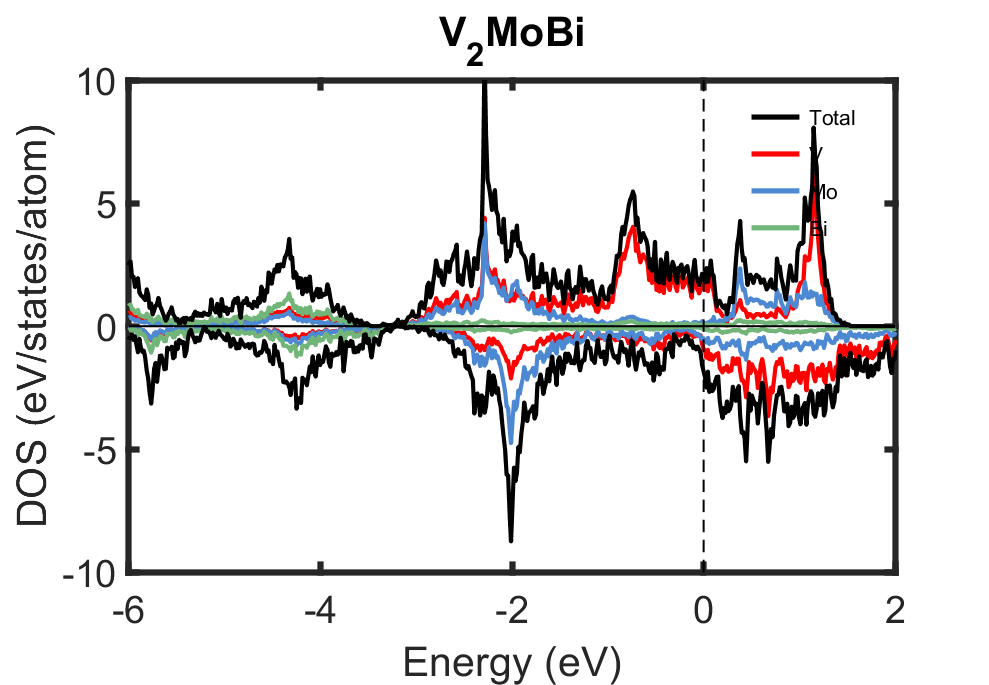 V2MoBi
10
5
0
-5
-10
DOS (eV/states/atom)
Total
V
Mo
Bi
-6
-4
-2
0
2
Energy (eV)